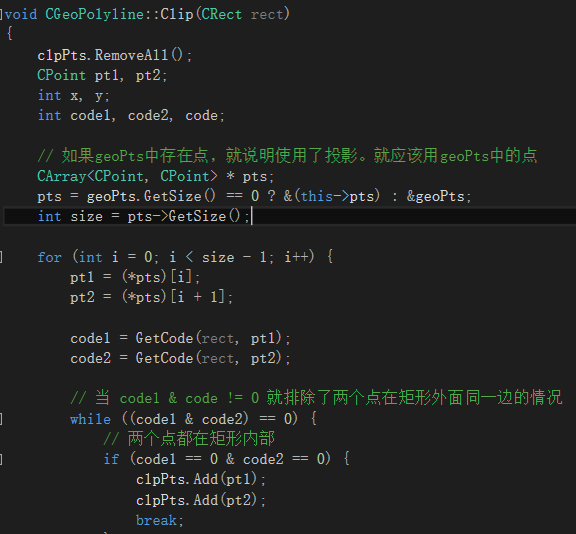 void CGeoPolyline::Clip(CRect rect)
{
clpPts.RemoveAll();
CPoint pt1, pt2;
int x, y;
int code1, code2, code;
// 如果geoPts中存在点，就说明使用了投影。就应该用geoPts中的点
CArray<CPoint, CPoint> * pts;
pts = geoPts.GetSize() == 0 ? &(this->pts) : &geoPts;
int size = pts->GetSize();
for (int i = 0; i < size - 1; i++) {
pt1 = (*pts)[i];
pt2 = (*pts)[i + 1];
code1 = GetCode(rect, pt1);
code2 = GetCode(rect, pt2);
// 当 code1 & code != 0 就排除了两个点在矩形外面同一边的情况
while ((code1 & code2) == 0) {
// 两个点都在矩形内部
if (code1 == 0 & code2 == 0) {
clpPts.Add(pt1);
clpPts.Add(pt2);
break;